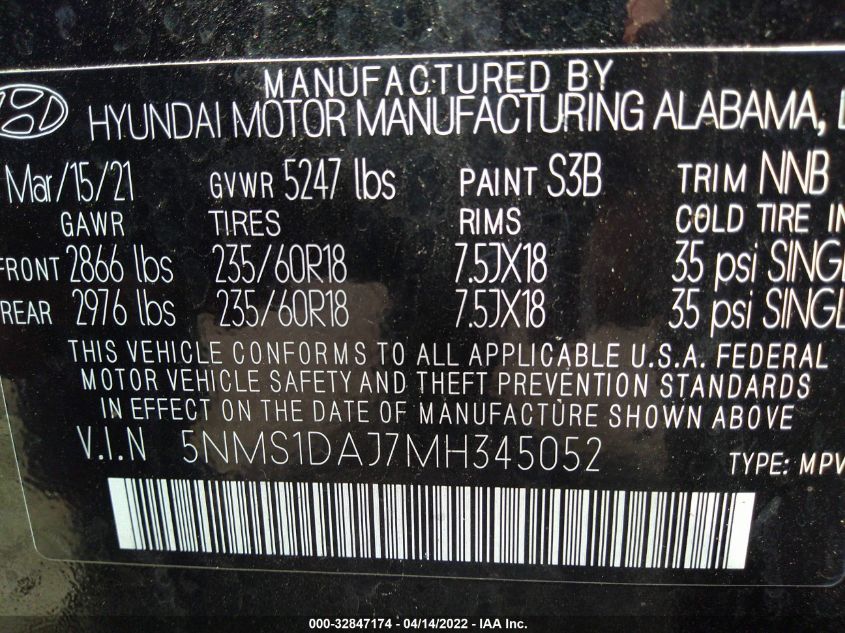 MANUFACTURED BY
HYUNDAI MOTOR MANUFACTURING ALABAMA,
Mar/15/21 GVWR 5247 lbs PAINT S3B TRIM NNB
GAWR TIRES RIMS COLD TIRE
FRONT 2866 lbs 235/60R18 7.5JX18 35 psi SINGL
REAR 2976 lbs 235/60R18 7.5JX18 35 psi SINGL
THIS VEHICLE CONFORMS TO ALL APPLICABLE U.S.A. FEDERAL
MOTOR VEHICLE SAFETY AND THEFT PREVENTION STANDARDS
IN EFFECT ON THE DATE OF MANUFACTURE SHOWN ABOVE
V.I.N 5NMS1DAJ7MH345052 TYPE: MPV
000-32847174 - 04/14/2022 - IAA Inc.